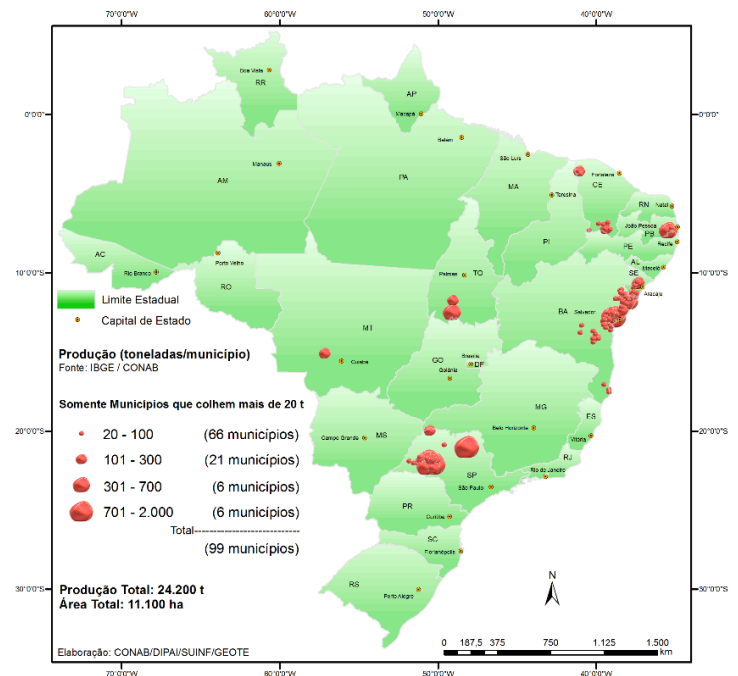 70°0'0"W
60°0'0"W
50°0'0"W
40°0'0"W
Boa Vista
RR
AP
Macapá
0°0'0"
0°0'0"
Belém
São Luís
Manaus
Fortaleza
AM
PA
MA
Teresina
CE
RN
Natal
João Pessoa
PB
PI
PE
Recife
AC
Porto Velho
AL
Maceió
Rio Branco
Palmas
TO
SE
10°0'0"S
10°0'0"S
Aracaju
RO
Limite Estadual
BA
Salvador
Capital de Estado
MT
Produção (toneladas/município)
Fonte: IBGE / CONAB
Cuiabá
GO
Brasília
DF
Goiânia
Somente Municípios que colhem mais de 20 t
MG
20 - 100 (66 municípios)
20°0'0"S
Campo Grande
MS
Belo Horizonte
ES
Vitória
101 - 300 (21 municípios)
RJ
Rio de Janeiro
301 - 700 (6 municípios)
SP
São Paulo
701 - 2.000 (6 municípios)
PR
Total----------------------------
Curitiba
(99 municípios)
SC
Florianópolis
N
Produção Total: 24.200 t
Área Total: 11.100 ha
RS
Porto Alegre
30°0'0"S
30°0'0"S
0 187,5 375 750 1.125 1.500
km
Elaboração: CONAB/DIPAI/SUINF/GEOTE
70°0'0"W
60°0'0"W
50°0'0"W
40°0'0"W